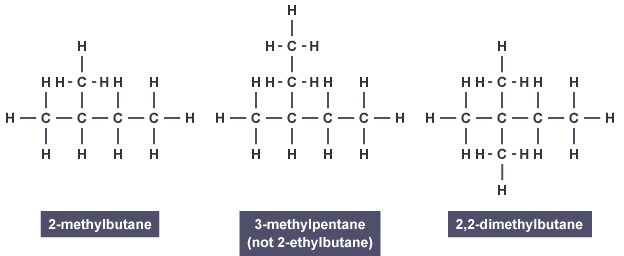 H
H H-C-H H H
H-C-C-C-C-H
H H H H
2-methylbutane
H
H-C-H
H H-C-H H H
H-C-C-C-C-H
H H H H
3-methylpentane
(not 2-ethylbutane)
H
H H-C-H H H
H-C-C-C-C-H
H H-C-H H H
H
2,2-dimethylbutane